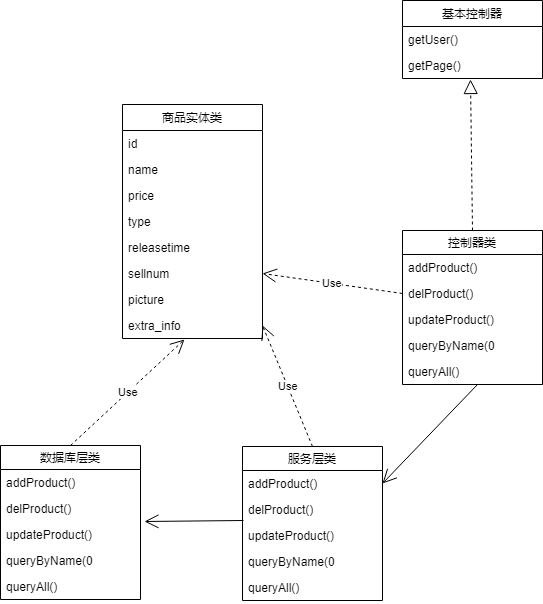 基本控制器
getUser()
getPage()
商品实体类
id
name
price
type
releasetime
sellnum
picture
extra_info
控制器类
addProduct()
delProduct()
updateProduct()
queryByName(0
queryAll()
Use
Use
Use
数据库层类
addProduct()
delProduct()
updateProduct()
queryByName(0
queryAll()
服务层类
addProduct()
delProduct()
updateProduct()
queryByName(0
queryAll()